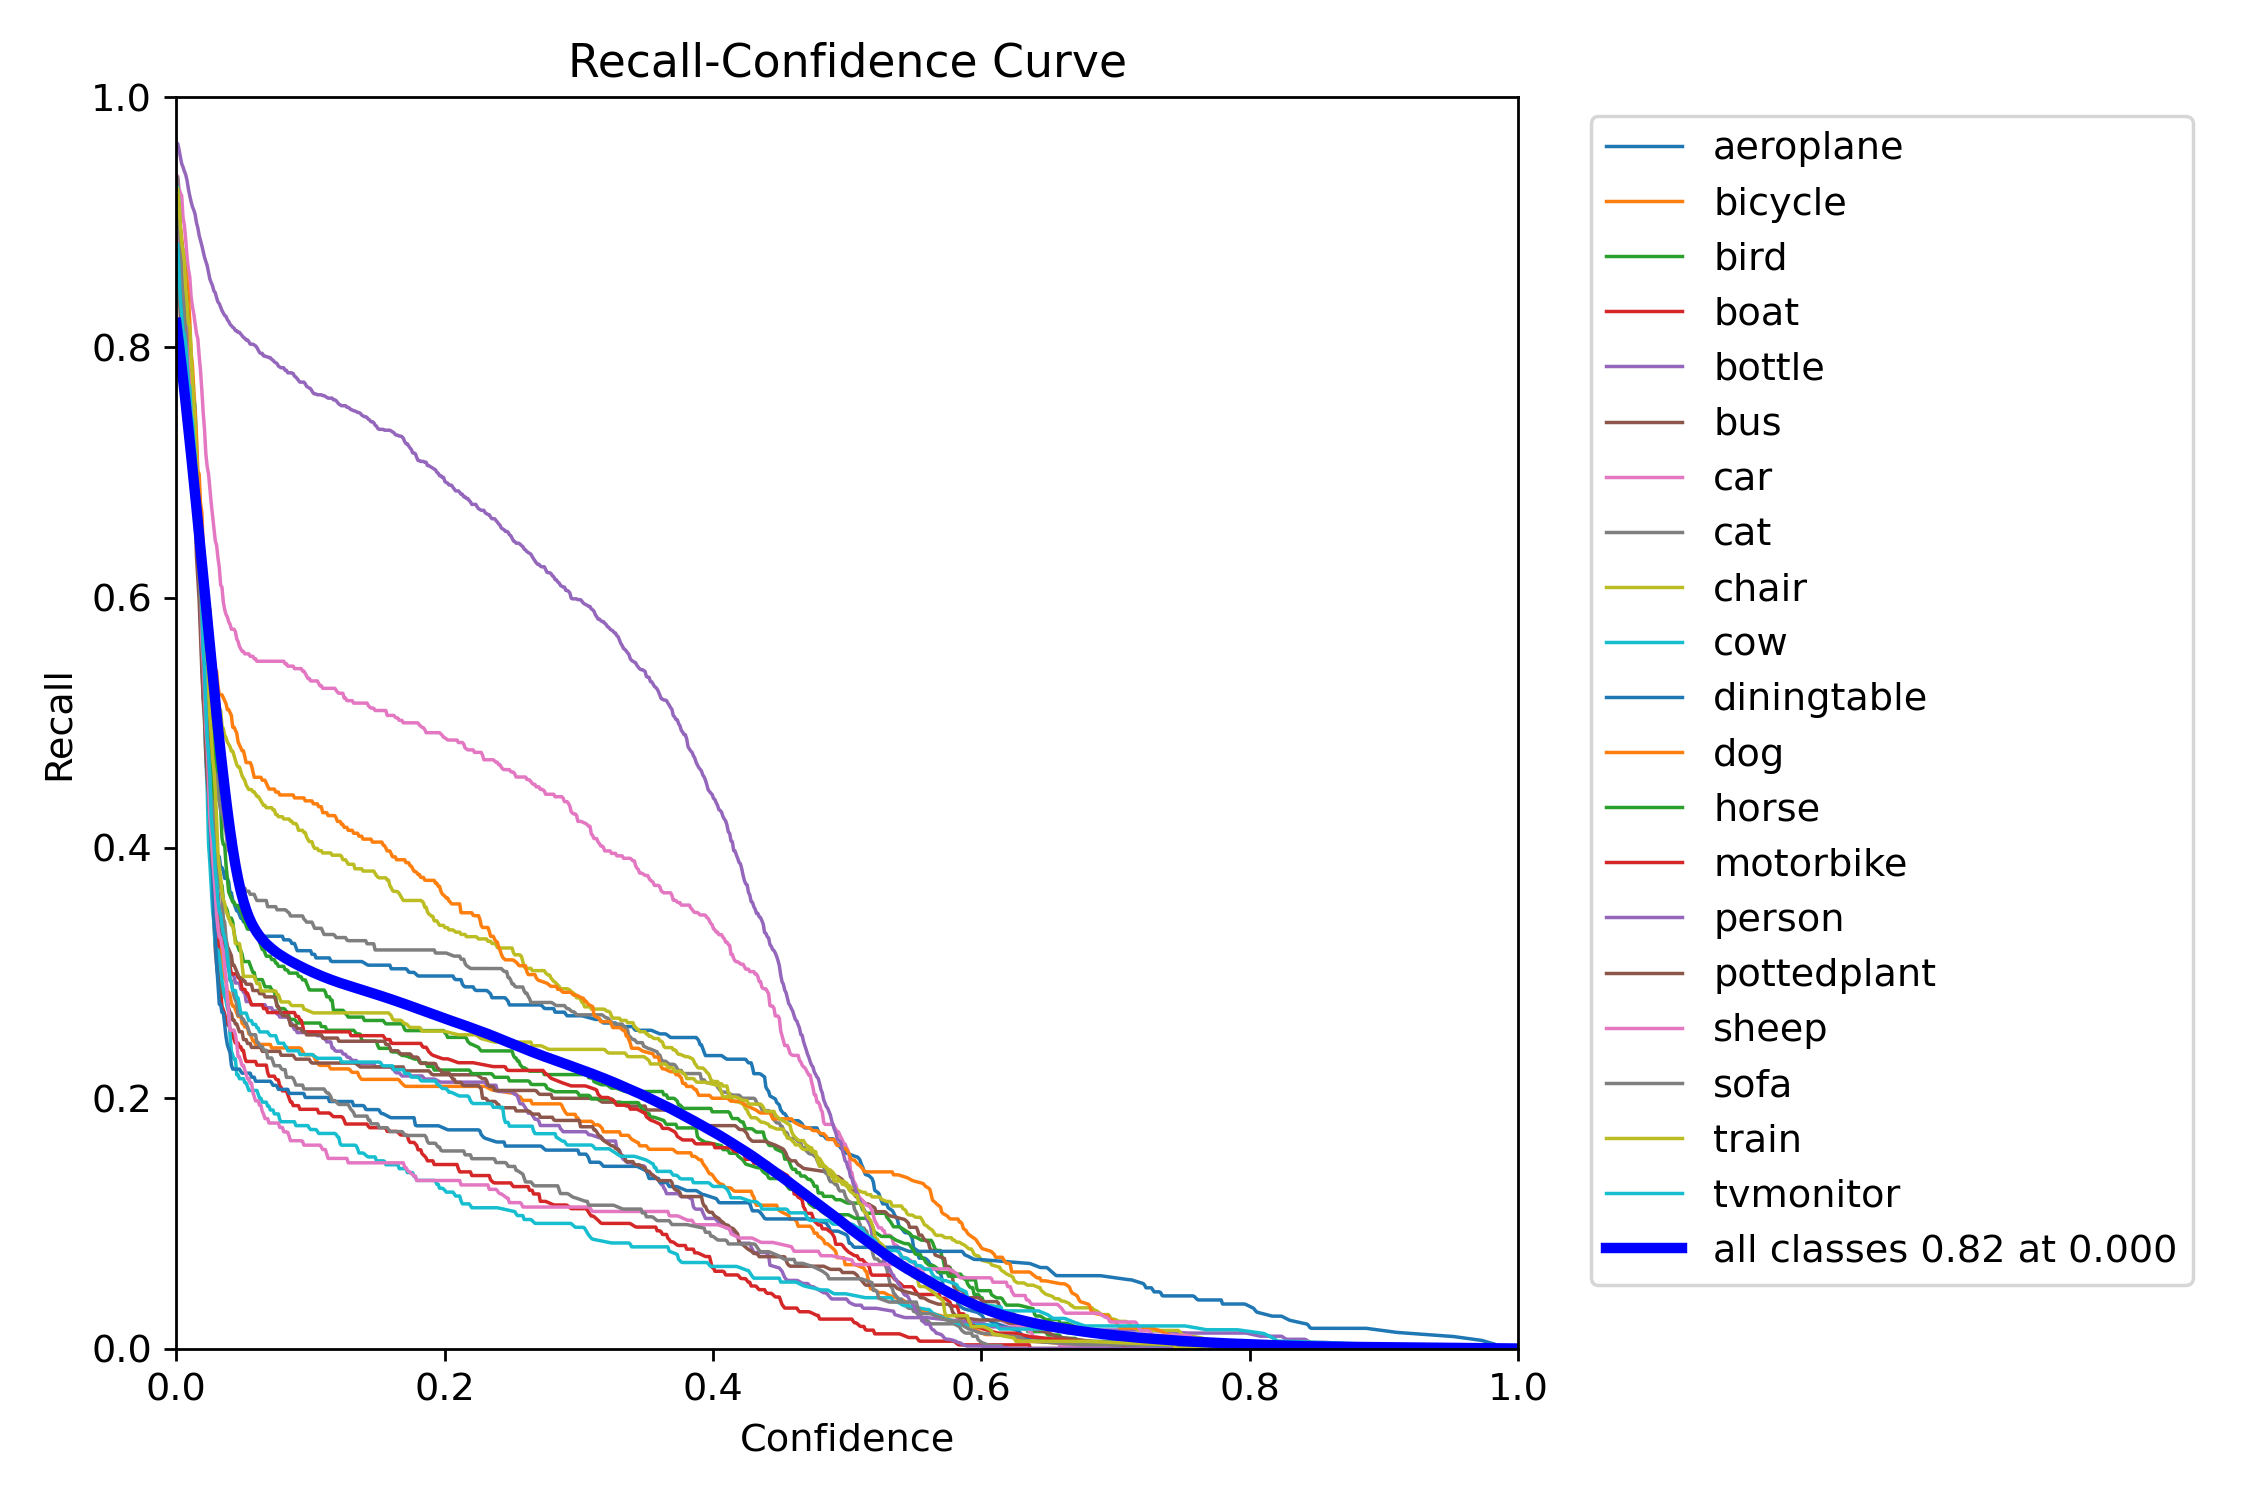 Recall-Confidence Curve
1.0
0.8
0.6
0.4
0.2
0.0
Recall
0.0 0.2 0.4 0.6 0.8 1.0
Confidence
aeroplane
bicycle
bird
boat
bottle
bus
car
cat
chair
cow
diningtable
dog
horse
motorbike
person
pottedplant
sheep
sofa
train
tvmonitor
all classes 0.82 at 0.000